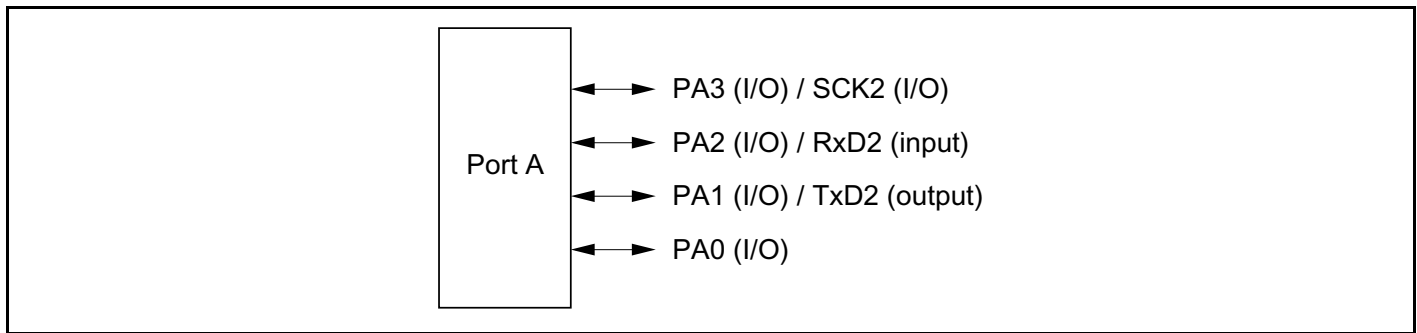 Port A
PA3 (I/O) / SCK2 (I/O)
PA2 (I/O) / RxD2 (input)
PA1 (I/O) / TxD2 (output)
PA0 (I/O)